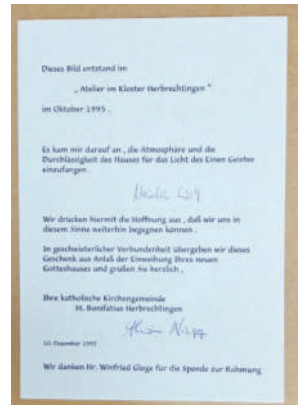 Dieses Bild entstand im
„ Atelier im Kloster Herbrechtingen "
im Oktober 1995 .
Es kam mir darauf an , die Atmosphäre und die
Durchlässigkeit des Hauses für das Licht des Einen Geistes
einzufangen .
Wir drücken hiermit die Hoffnung aus , daß wir uns in
diesem Sinne weiterhin begegnen können .
In geschwisterlicher Verbundenheit übergeben wir dieses
Geschenk aus Anlaß der Einweihung Ihres neuen
Gotteshauses und grüßen Sie herzlich ,
Ihre katholische Kirchengemeinde
St. Bonifatius Herbrechtingen
10. Dezember 1995
Wir danken Hr. Winfried Gloge für die Spende zur Rahmung